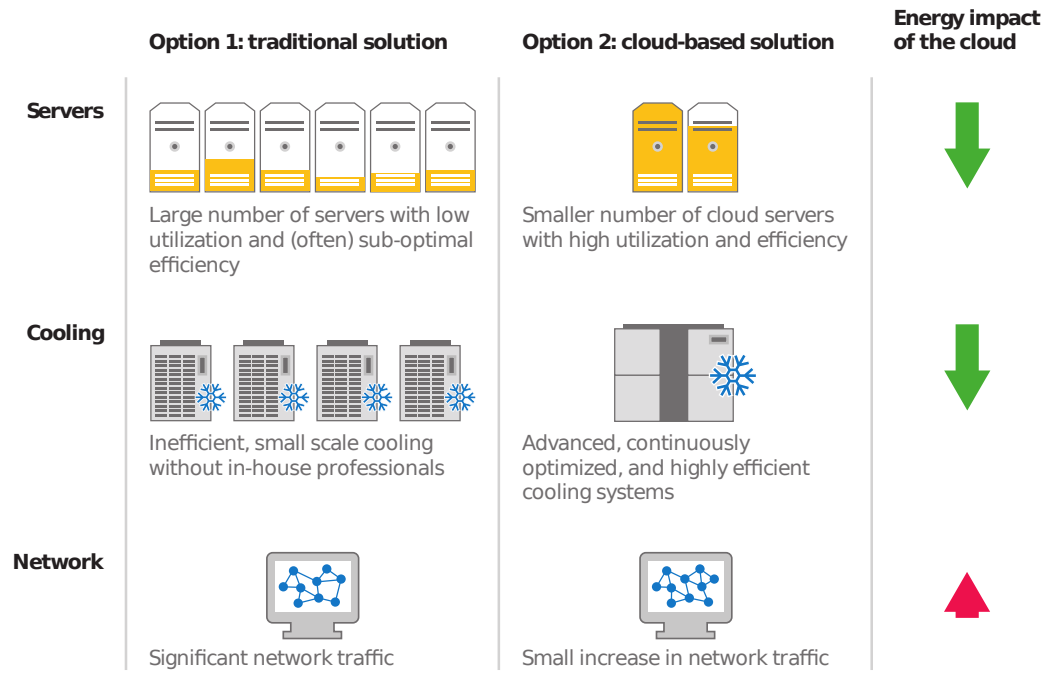 Option 1: traditional solution
Option 2: cloud-based solution
Energy impact
of the cloud
Servers
Large number of servers with low
utilization and (often) sub-optimal
efficiency
Smaller number of cloud servers
with high utilization and efficiency
Cooling
Inefficient, small scale cooling
without in-house professionals
Advanced, continuously
optimized, and highly efficient
cooling systems
Network
Significant network traffic
Small increase in network traffic